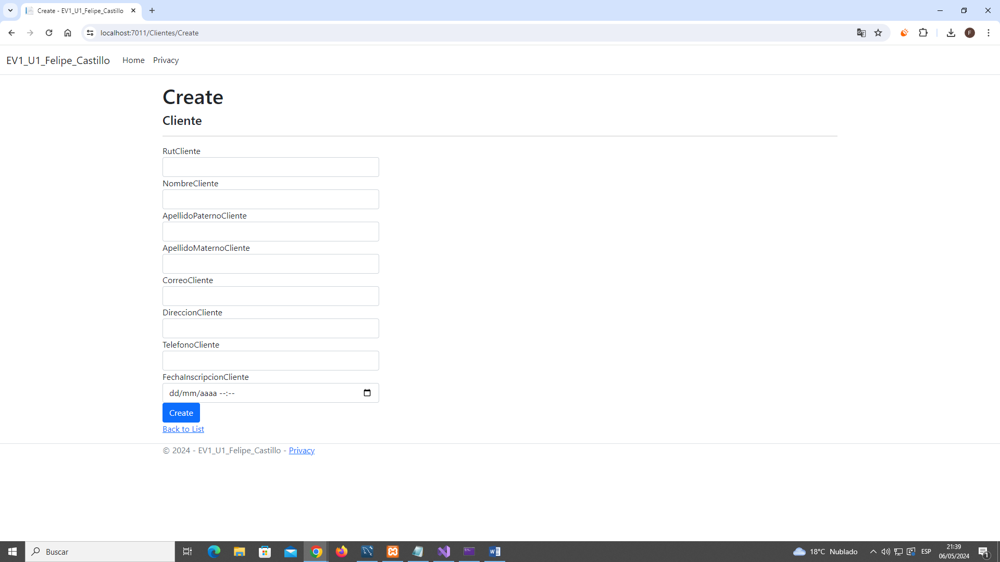 Create - EV1_U1_Felipe_Castillo
localhost:7011/Clientes/Create
F
EV1_U1_Felipe_Castillo Home Privacy
Create
Cliente
RutCliente
NombreCliente
ApellidoPaternoCliente
ApellidoMaternoCliente
CorreoCliente
DireccionCliente
TelefonoCliente
FechaInscripcionCliente
dd/mm/aaaa --:--
Create
Back to List
© 2024 - EV1_U1_Felipe_Castillo - Privacy
Buscar
18°C Nublado
ESP
21:39
06/05/2024
1